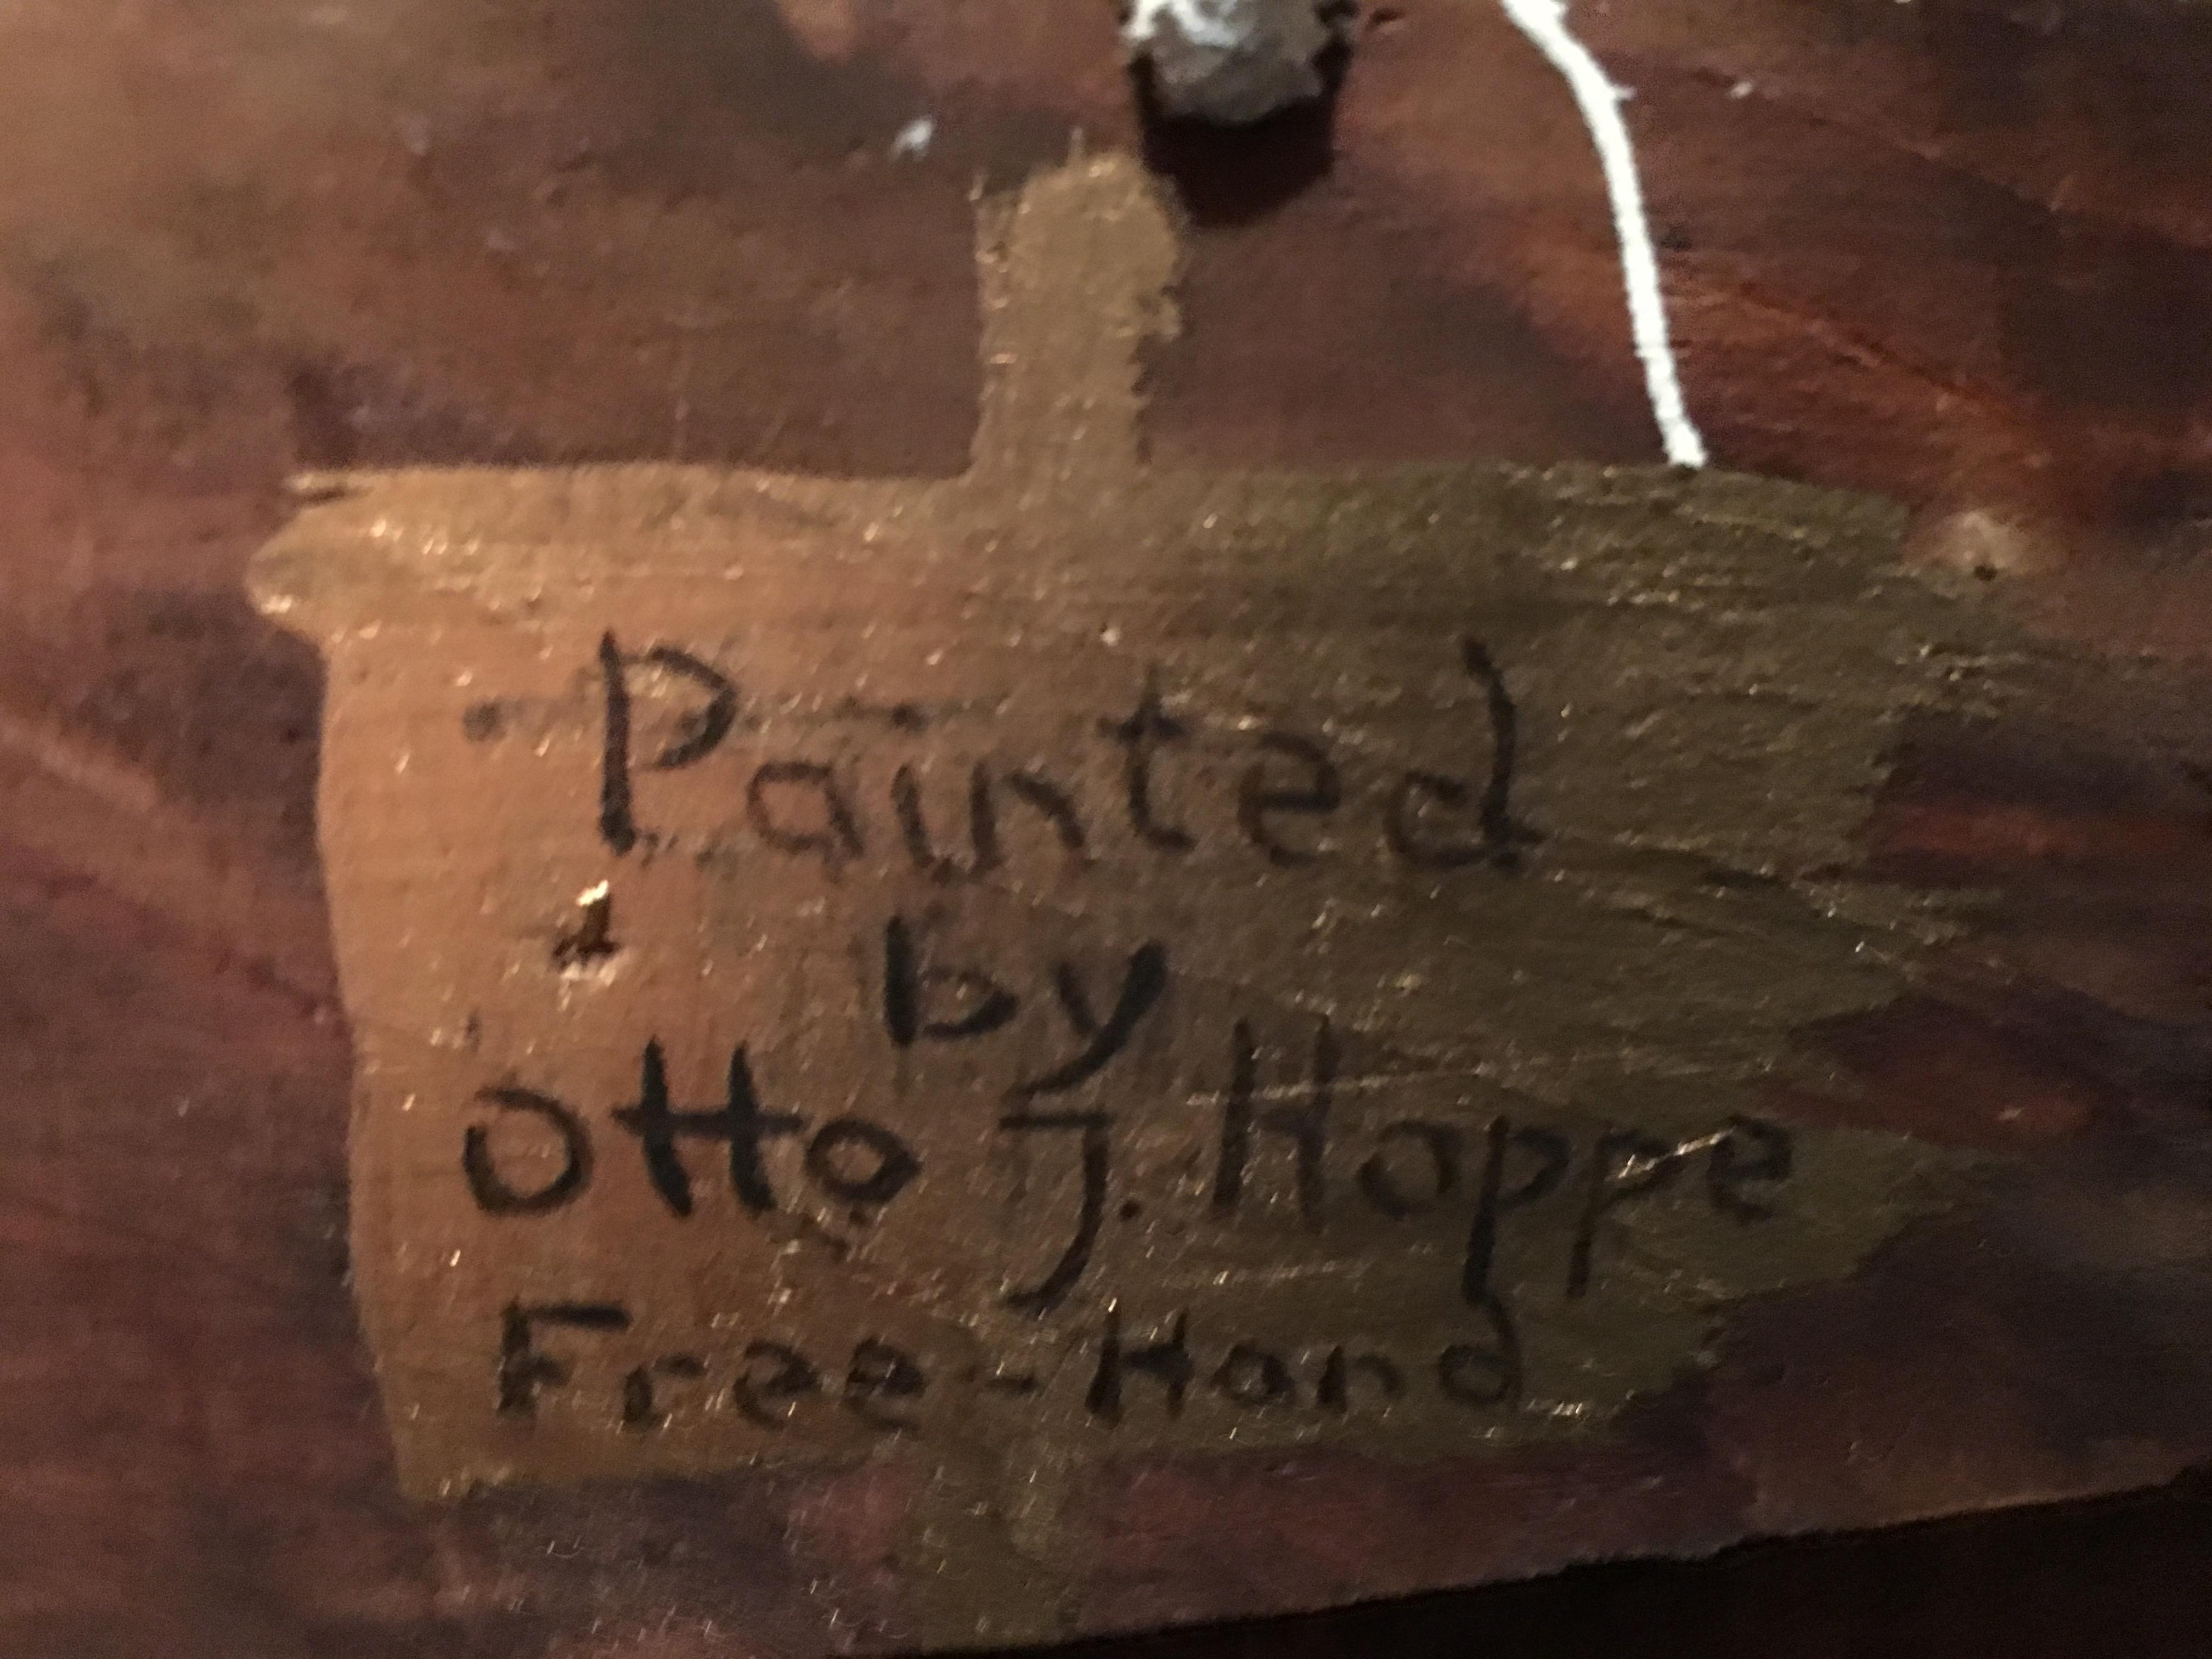 Painted
by
Otto J. Hoppe
Free-Hand